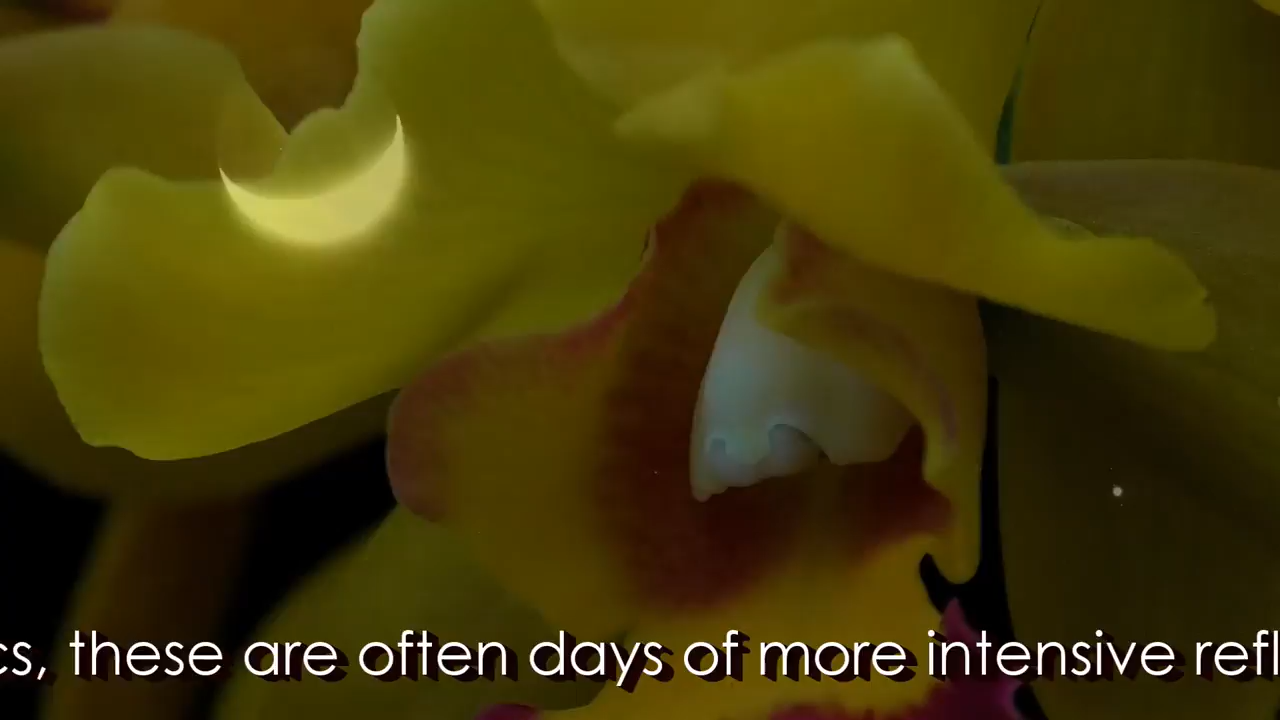 cs, these are often days of more intensive refl